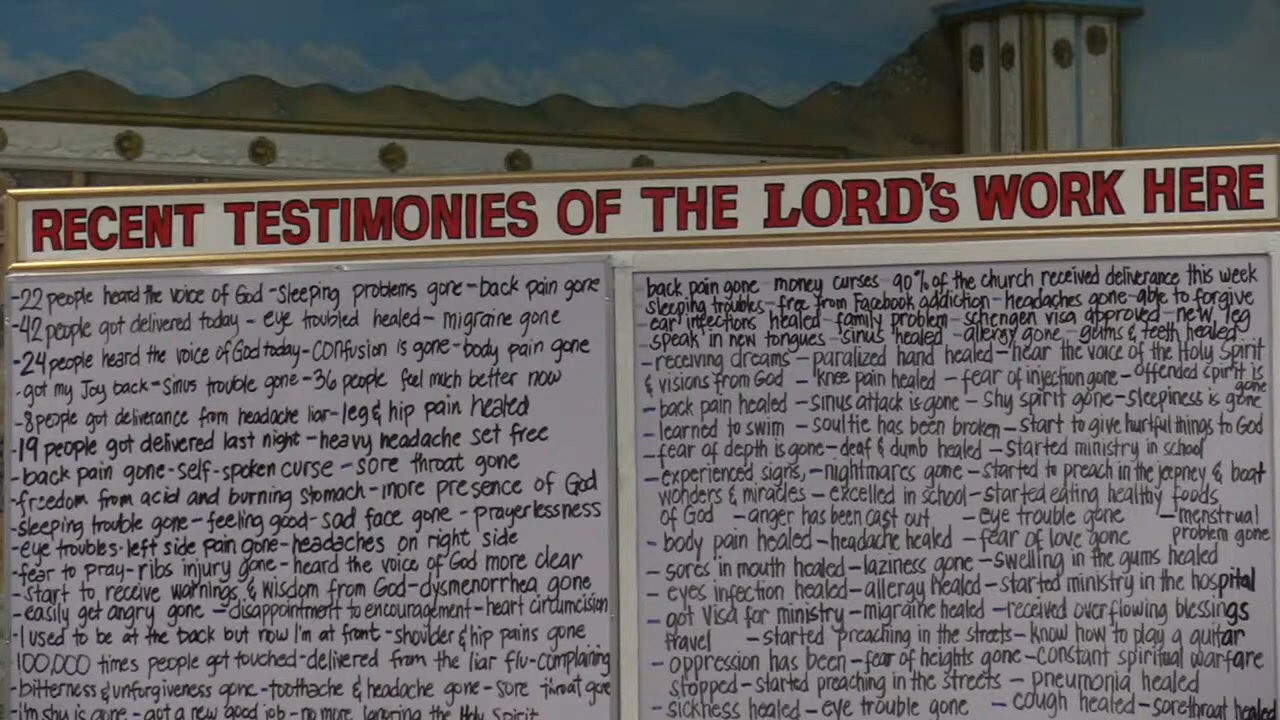 RECENT TESTIMONIES OF THE LORD'S WORK HERE
-22 people heard the voice of God -sleeping problems gone -back pain gone
-42 people got delivered today - eye troubled healed- migraine gone
-24 people heard the voice of God today- confusion is gone -body pain gone
-got my Joy back-sinus trouble gone -36 people feel much better now
-8 people got deliverance from headache liar-leg & hip pain healed
-19 people got delivered last night -heavy headache set free
-back pain gone-self-spoken curse - sore throat gone
-freedom from acid and burning stomach-more presence of God
-sleeping trouble gone -feeling good- sad face gone - prayerlessness
-eye troubles-left side pain gone-headaches on right side
-fear to pray-ribs injury gone -heard the voice of God more clear
-start to receive warnings & wisdom from God-dysmenorrhea gone
-easily get angry gone -disappointment to encouragement-heart circumcision
-I used to be at the back but now I'm at front -shoulder & hip pains gone
100,000 times people got touched-delivered from the liar flu-complaining
-bitterness & unforgiveness gone -toothache & headache gone - sore throat gone
-i'm shy is gone -got a new good job -no more ignoring the Holy Spirit
back pain gone money curses 90% of the church received deliverance this week
sleeping troubles -free from Facebook addiction -headaches gone-able to forgive
-ear infections healed -family problem -schengen visa approved -new leg
-speak in new tongues -sinus healed -allergy gone -gums & teeth healed
-receiving dreams -paralized hand healed -hear the voice of the Holy Spirit
& visions from God -knee pain healed -fear of injection gone -offended spirit is gone
-back pain healed -sinus attack is gone - shy spirit gone -sleepiness is gone
-learned to swim -soultie has been broken -start to give hurtful things to God
-fear of depth is gone -deaf & dumb healed -started ministry in school
-experienced signs, -nightmares gone -started to preach in the jeepney & boat
wonders & miracles -excelled in school -started eating healthy foods
of God -anger has been cast out -eye trouble gone -menstrual problem gone
-body pain healed -headache healed -fear of love gone
-sores in mouth healed -laziness gone -swelling in the gums healed
-eyes infection healed -allergy healed -started ministry in the hospital
-got Visa for ministry -migraine healed -received overflowing blessings
travel -started preaching in the streets -know how to play a guitar
-oppression has been -fear of heights gone -constant spiritual warfare
stopped -started preaching in the streets - pneumonia healed
-sickness healed -eye trouble gone - cough healed -sorethroat healed